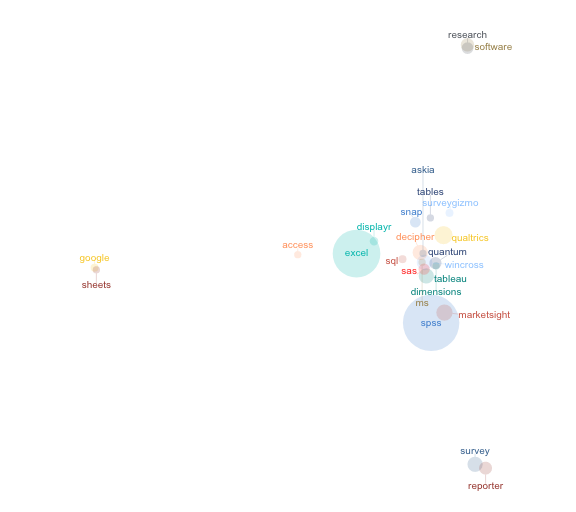 research
software
askia
tables
surveygizmo
snap
displayr
decipher
qualtrics
access
excel
quantum
google
sql
wincross
sas
tableau
sheets
dimensions
ms
marketsight
spss
survey
reporter